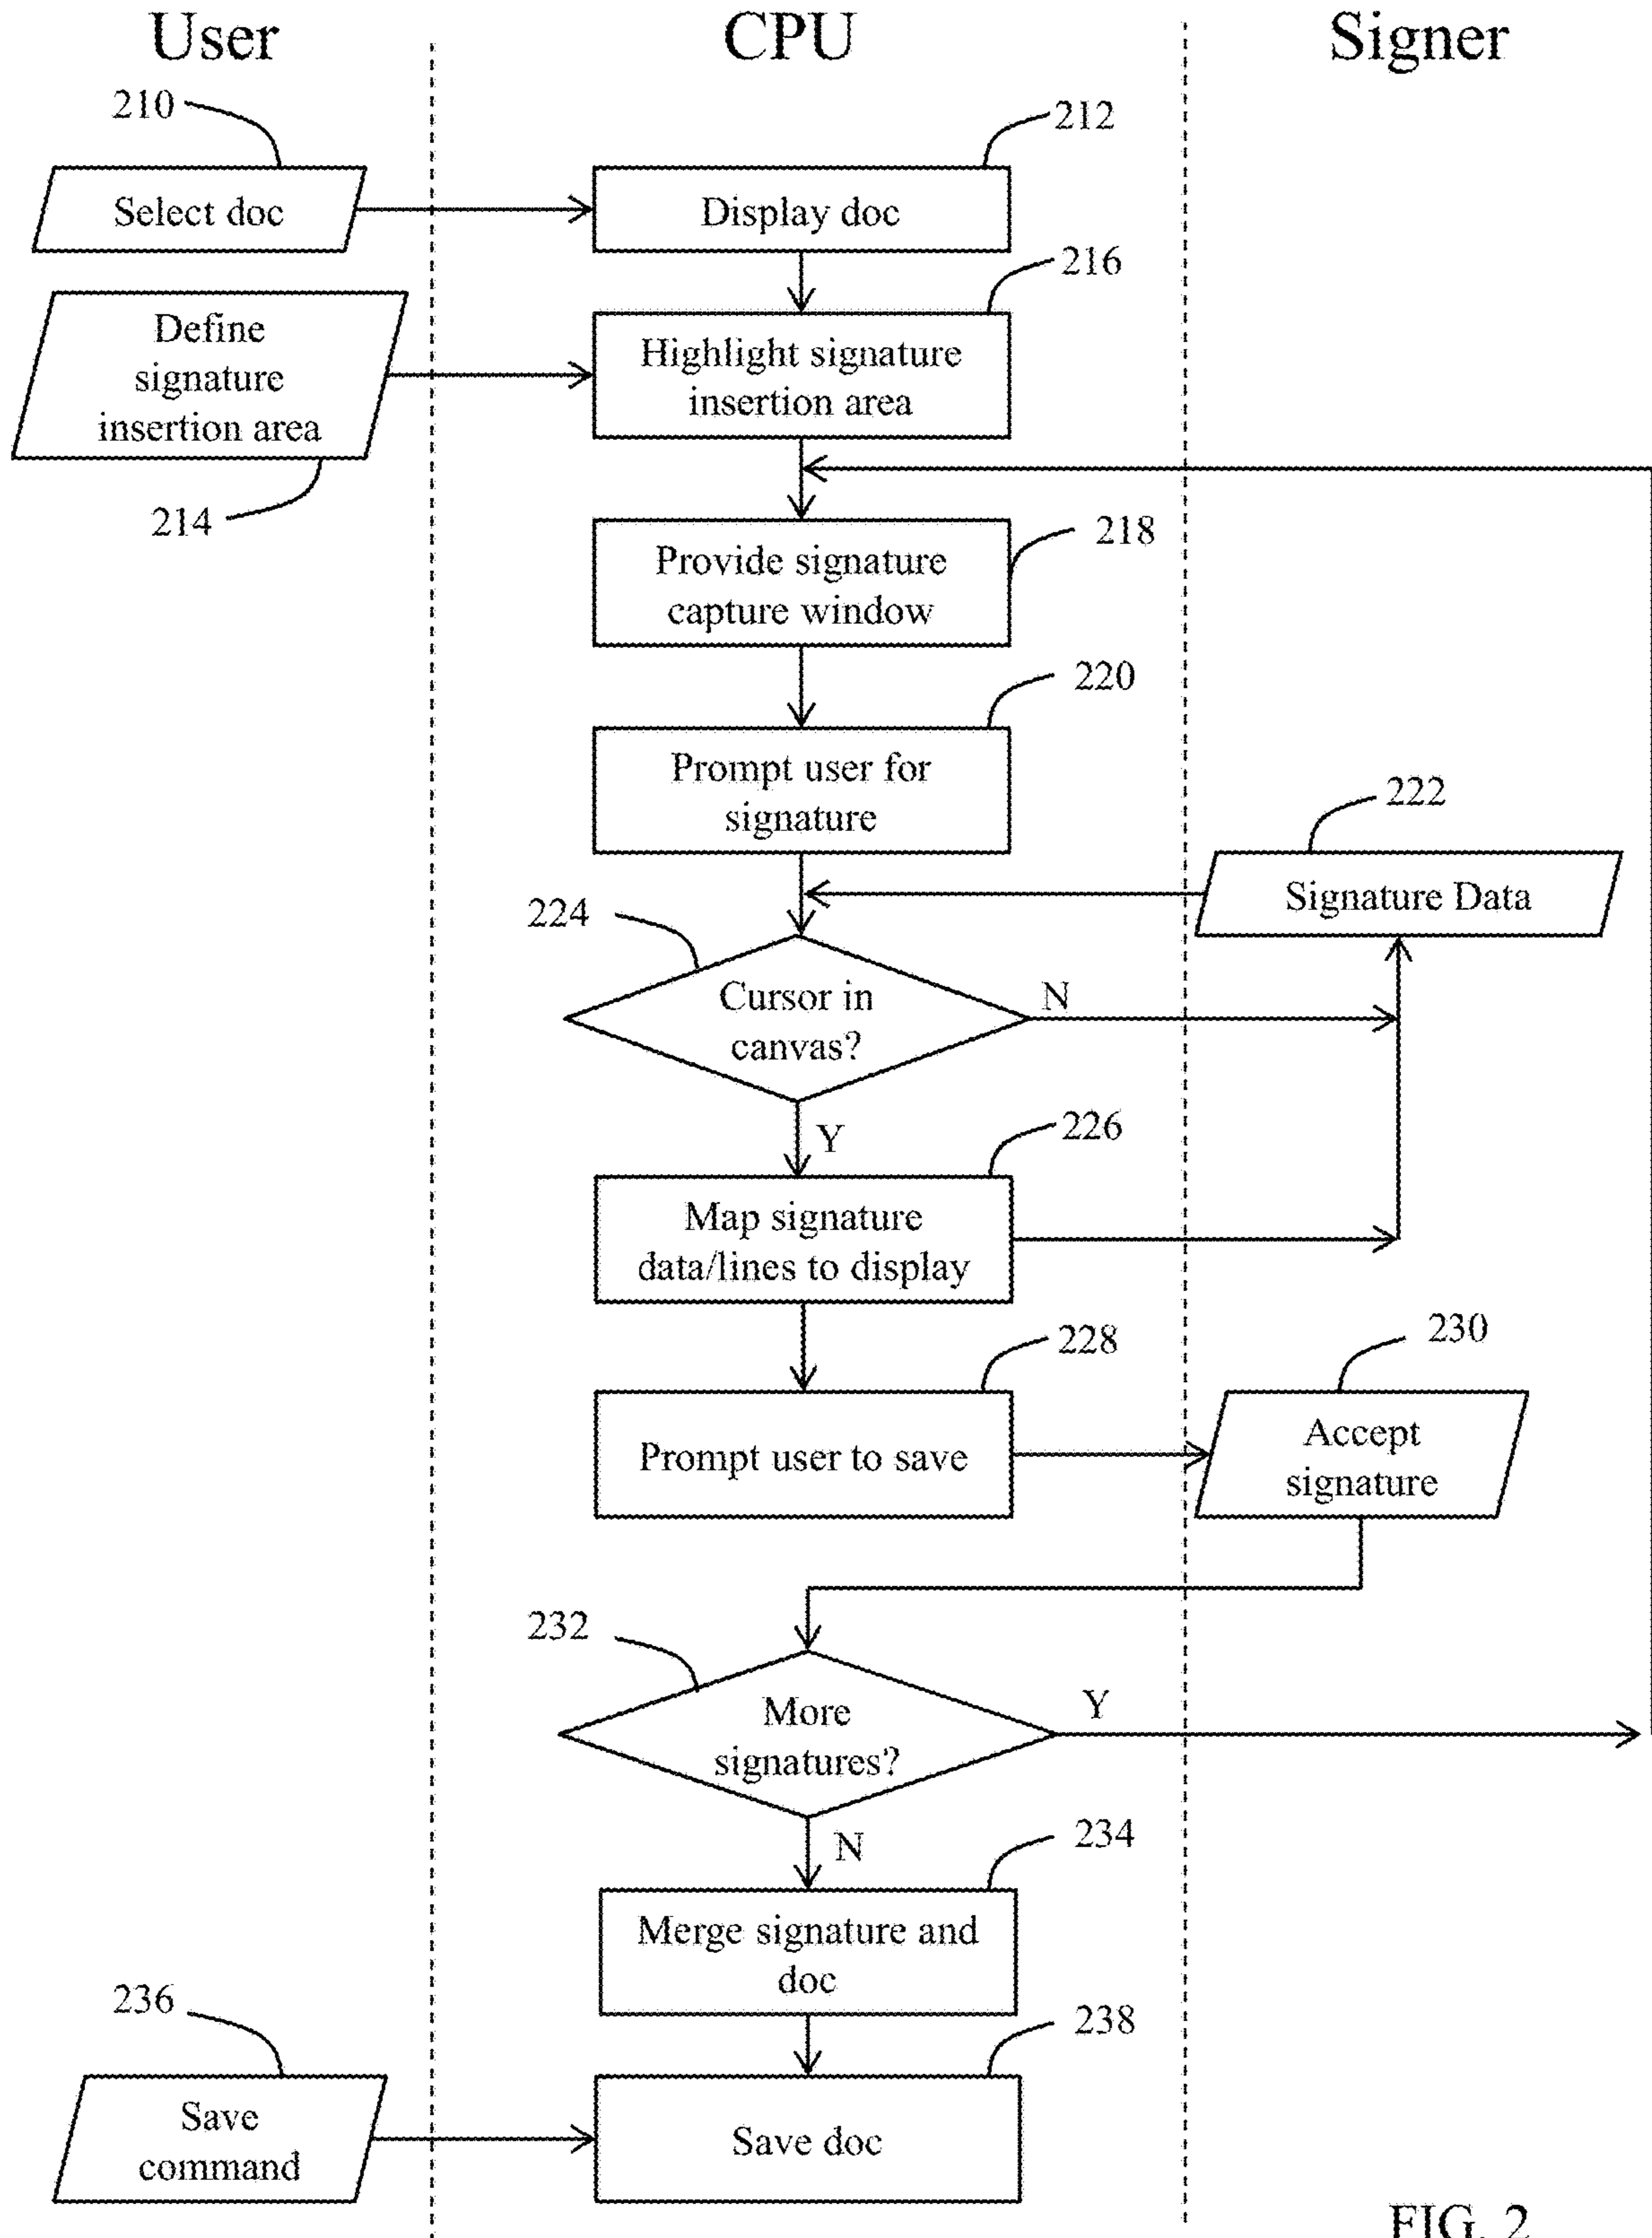 User
CPU
Signer
210
212
Select doc
Display doc
216
Define
signature
insertion area
Highlight signature
insertion area
214
218
Provide signature
capture window
220
Prompt user for
signature
222
Signature Data
224
Cursor in
canvas?
N
Y
226
Map signature
data/lines to display
228
230
Prompt user to save
Accept
signature
232
More
signatures?
Y
N
234
Merge signature and
doc
236
238
Save
command
Save doc
FIG. 2